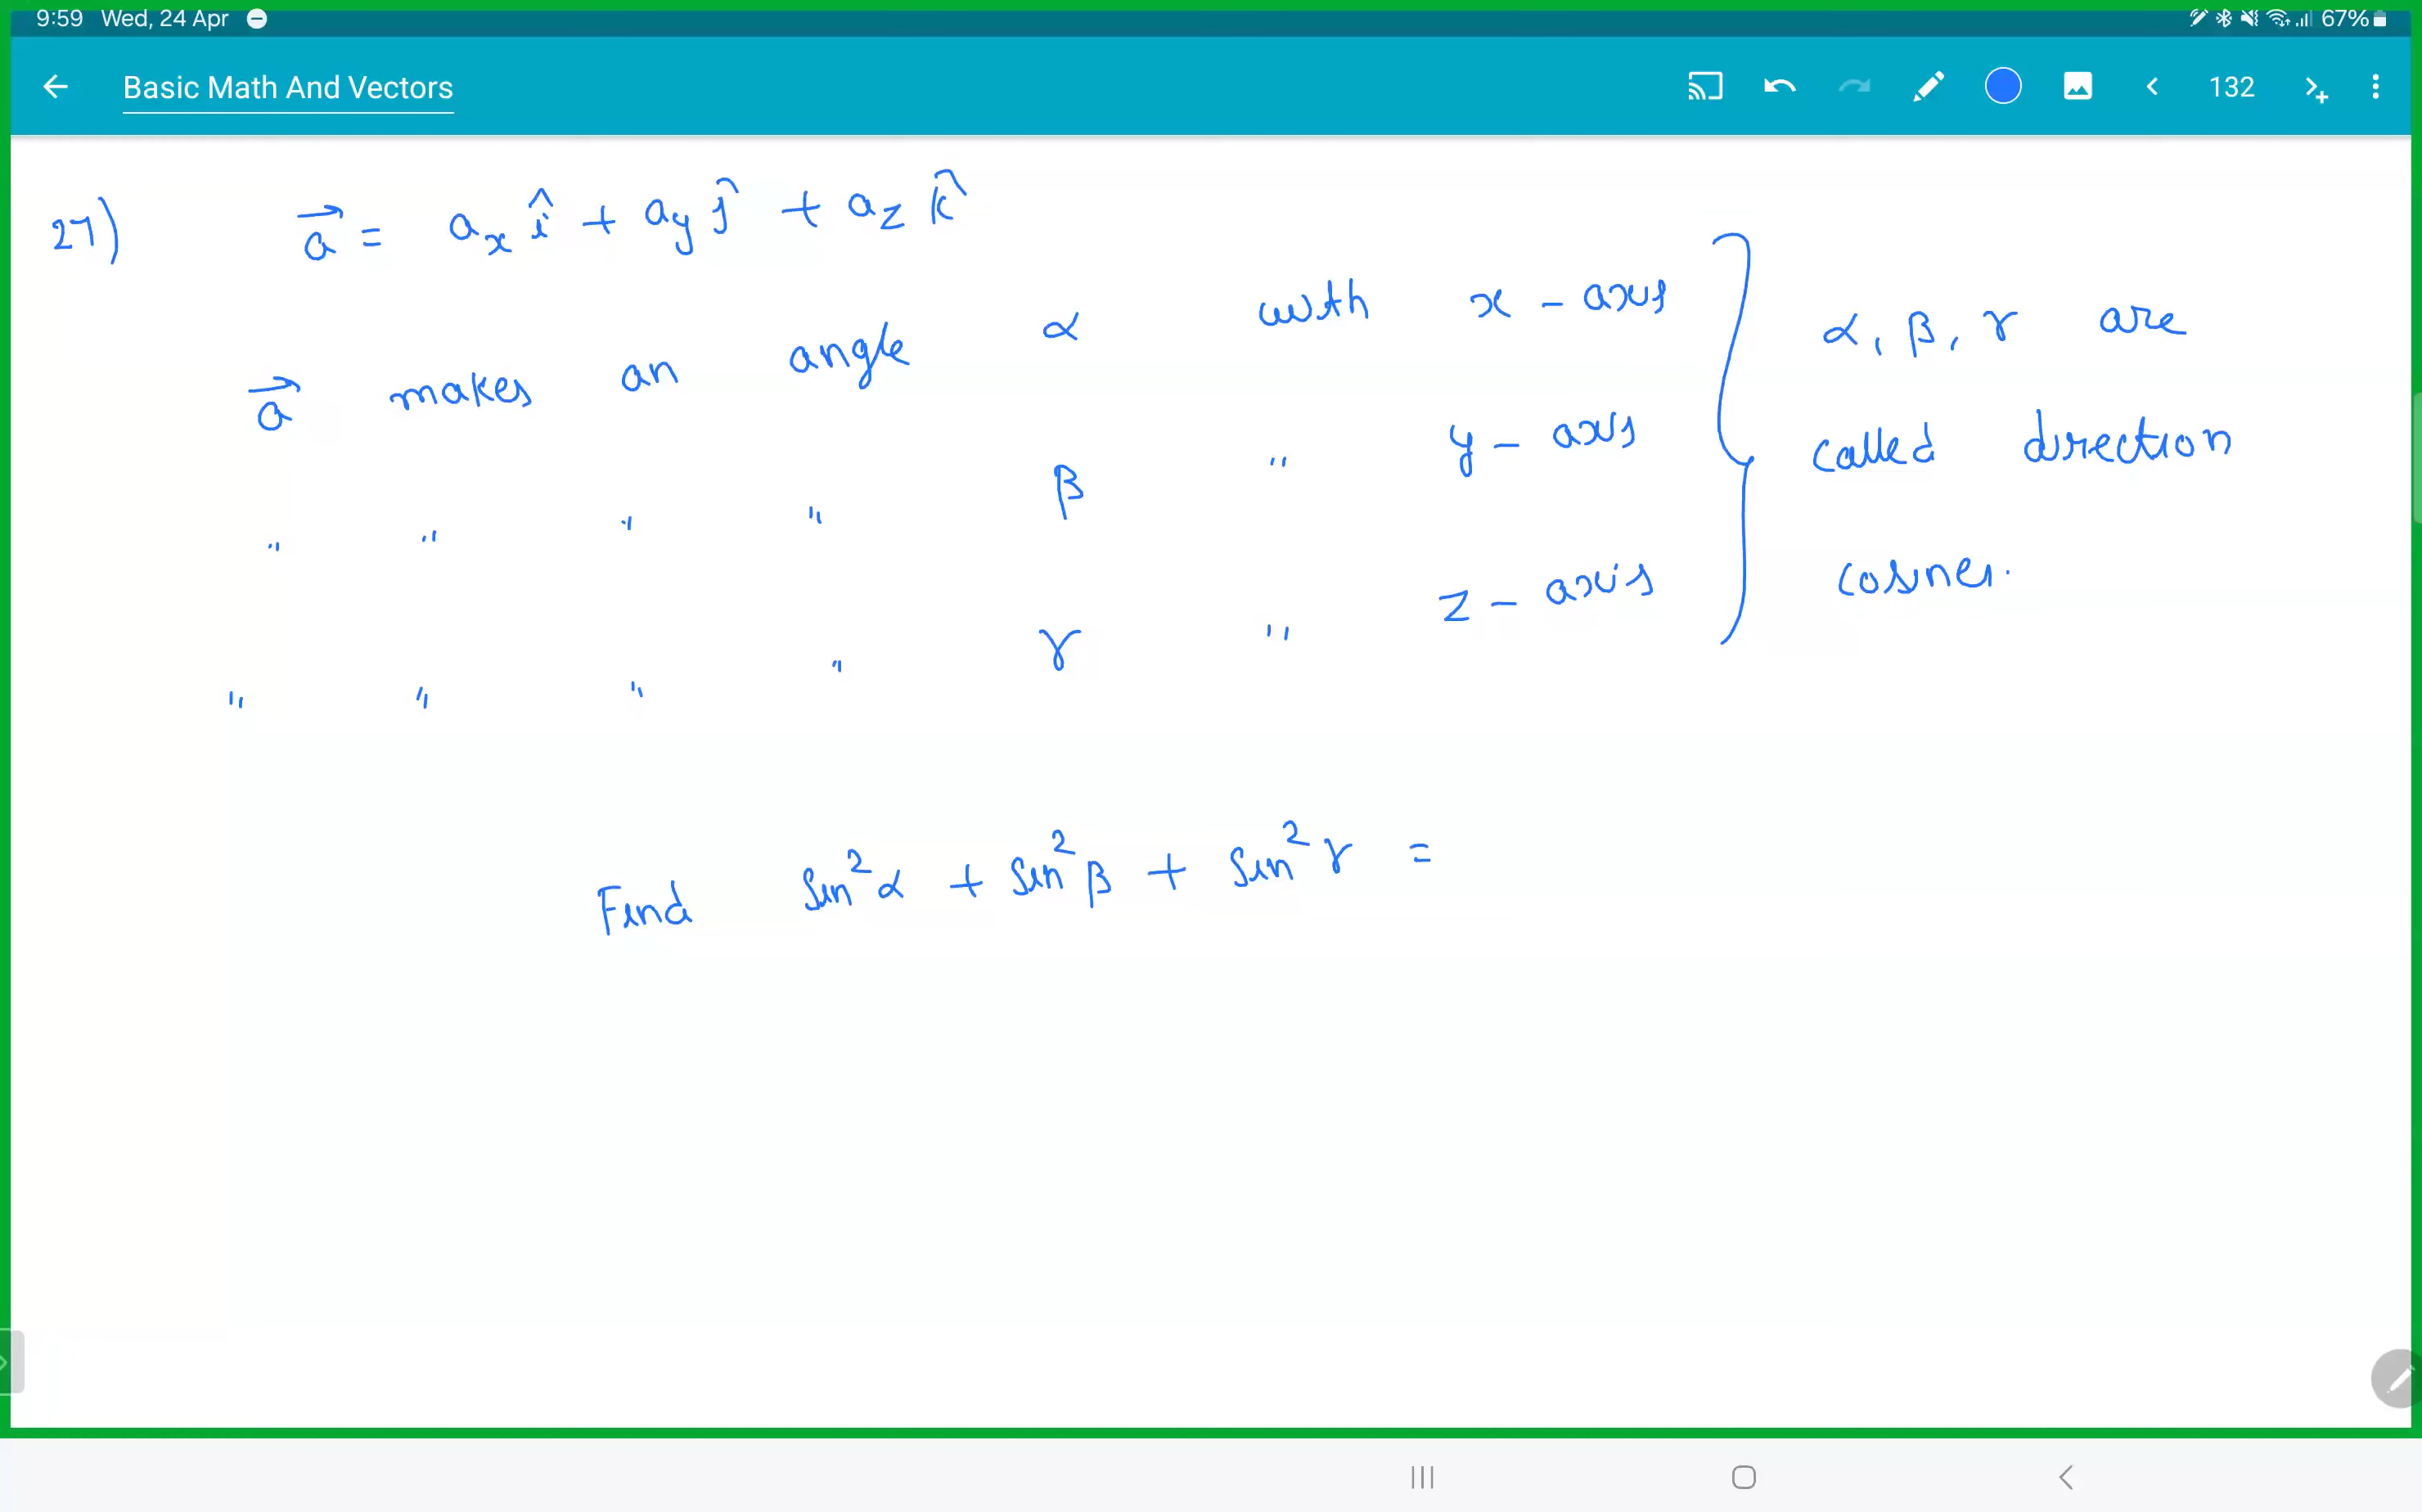 9:59 Wed, 24 Apr
67%
Basic Math And Vectors
132
27) a⃗ = aₓ î + a_y ĵ + a_z k̂
a⃗ makes an angle α with x - axis
" " " " β " y - axis
" " " " γ " z - axis
α, β, γ are
called direction
cosines.
Find sin²α + sin²β + sin²γ =